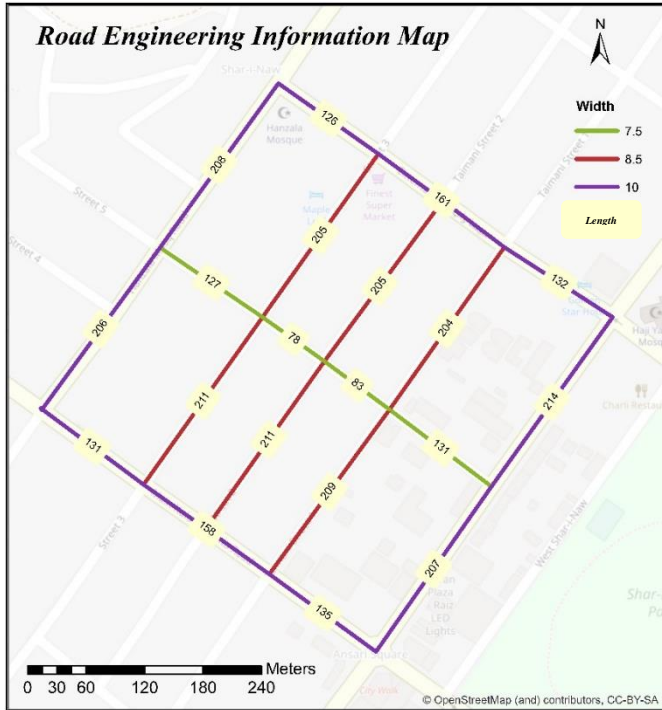 Road Engineering Information Map
N
Shar-i-Naw
Hanzala
Mosque
126
Taimani Street 2
Width
7.5
8.5
10
Length
208
Finest
Super
Market
161
Street 5
205
132
Street 4
127
205
204
206
78
83
214
211
131
211
131
209
West Shar-i-Naw
Street 3
158
207
135
Plaza
LED
Lights
Ansari Square
City Walk
Meters
0 30 60 120 180 240
© OpenStreetMap (and) contributors, CC-BY-SA